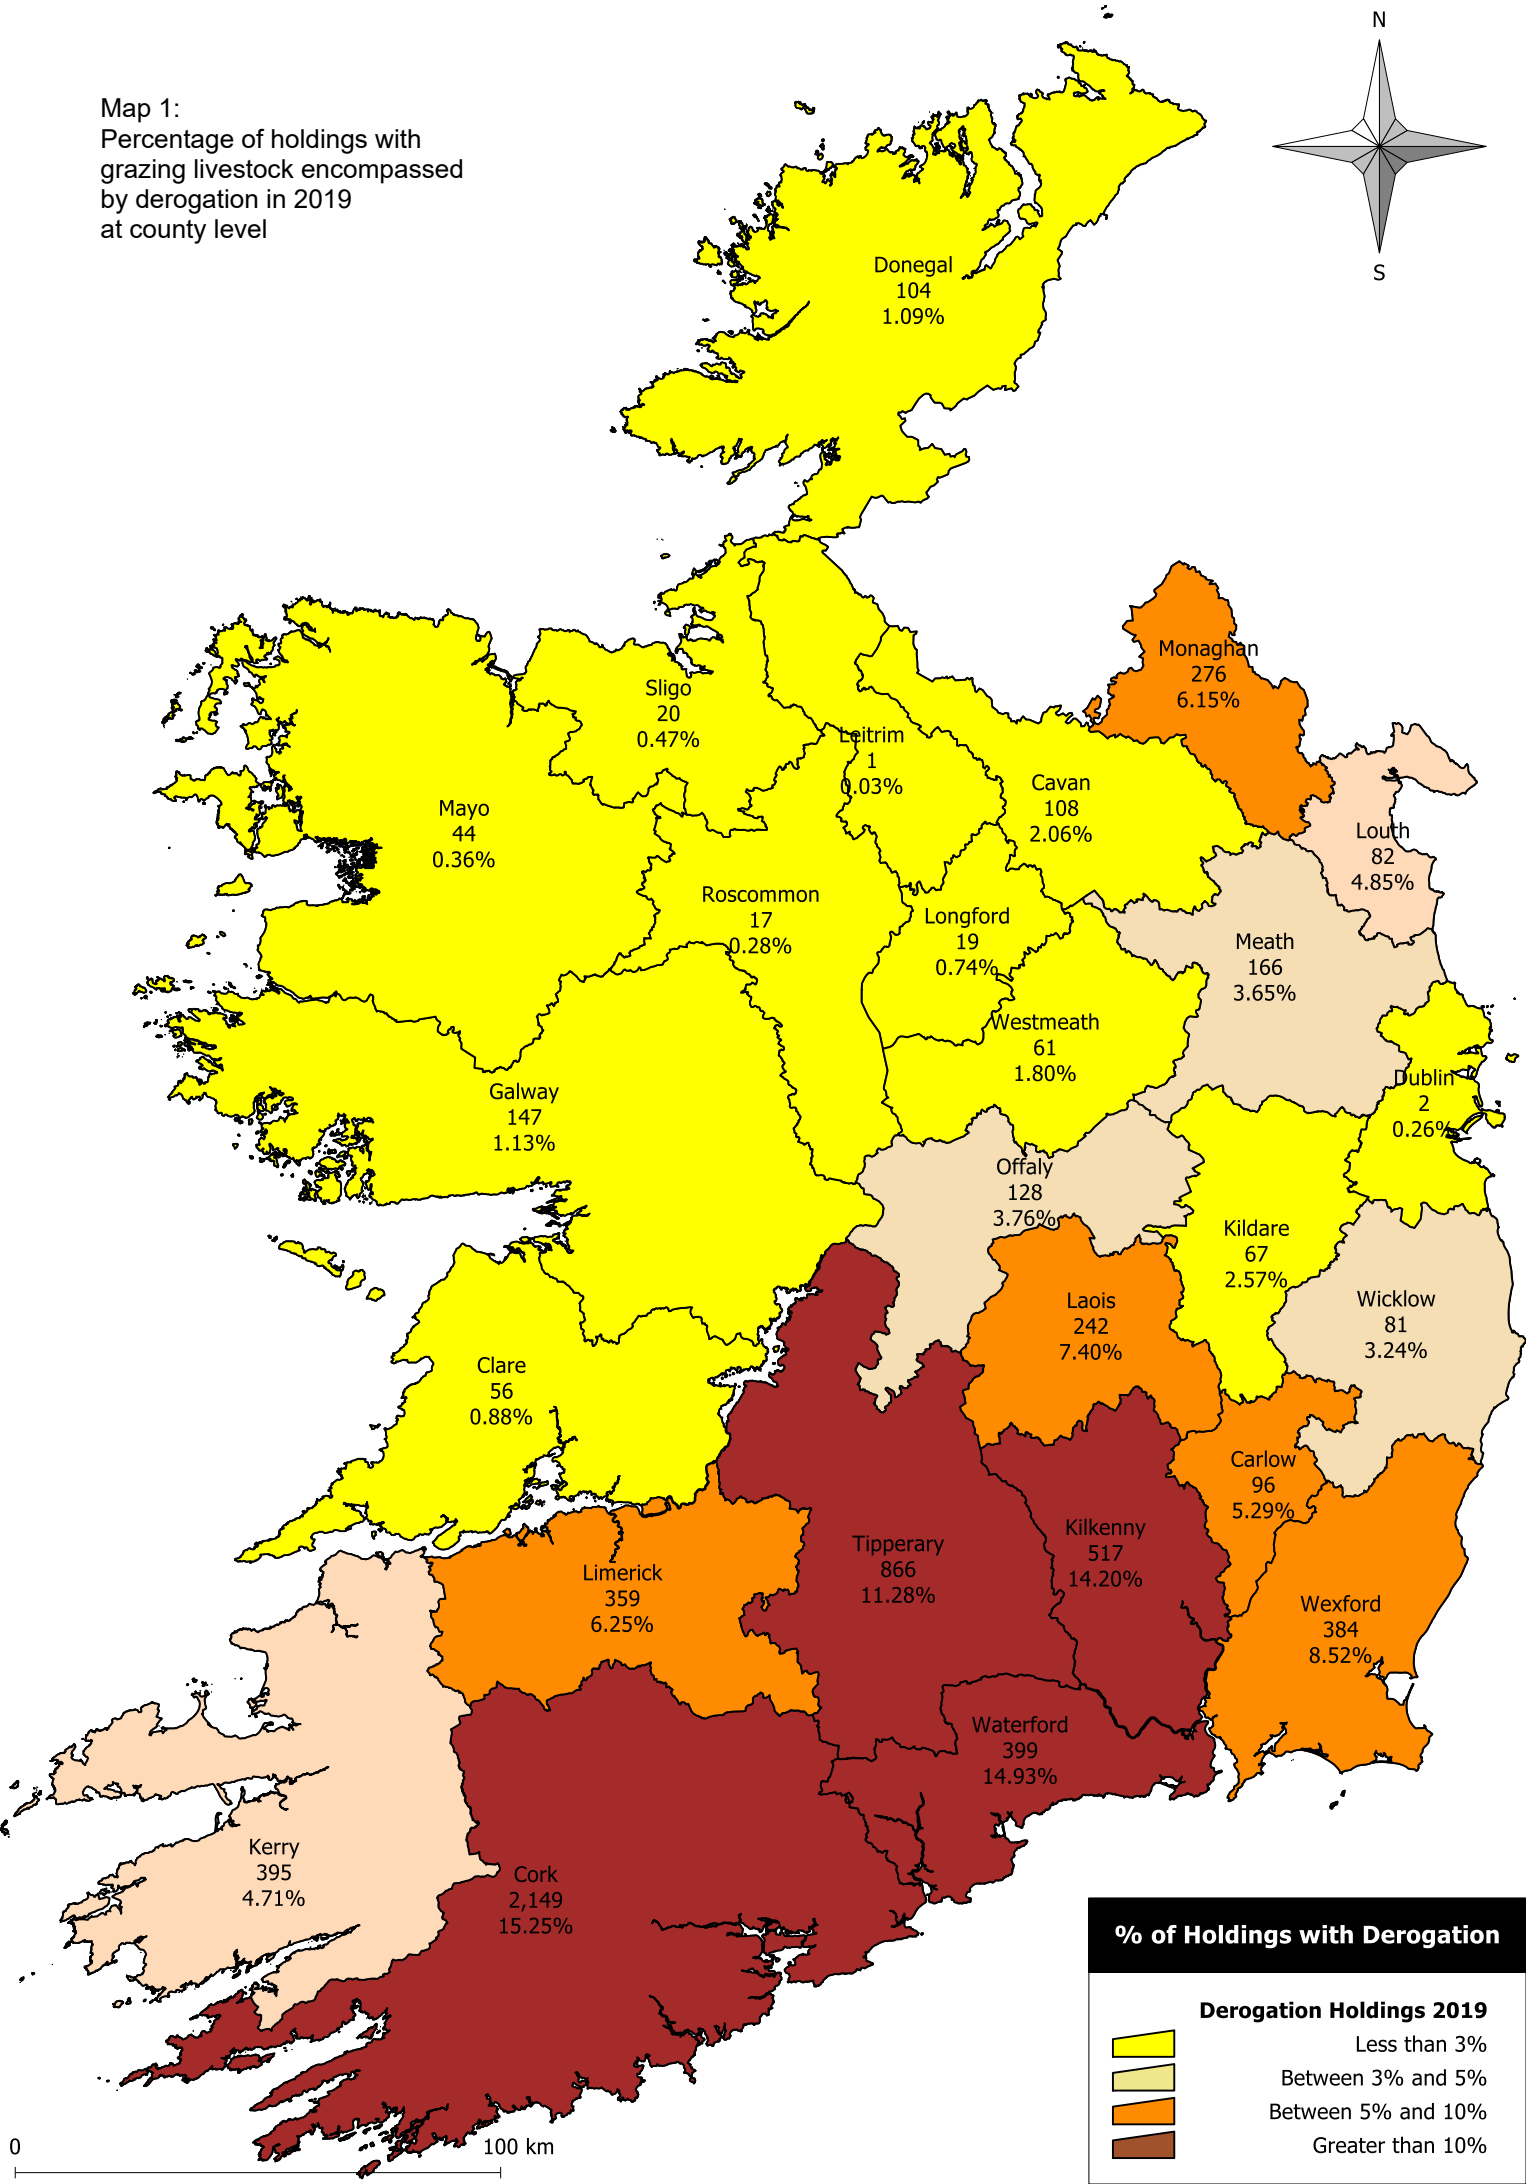 N
Map 1:
Percentage of holdings with
grazing livestock encompassed
by derogation in 2019
at county level
S
Donegal
104
1.09%
Monaghan
276
6.15%
Sligo
20
0.47%
Leitrim
1
0.03%
Cavan
108
2.06%
Mayo
44
0.36%
Louth
82
4.85%
Roscommon
17
0.28%
Longford
19
0.74%
Meath
166
3.65%
Westmeath
61
1.80%
Galway
147
1.13%
Dublin
2
0.26%
Offaly
128
3.76%
Kildare
67
2.57%
Laois
242
7.40%
Wicklow
81
3.24%
Clare
56
0.88%
Carlow
96
5.29%
Kilkenny
517
14.20%
Tipperary
866
11.28%
Limerick
359
6.25%
Wexford
384
8.52%
Waterford
399
14.93%
Kerry
395
4.71%
Cork
2,149
15.25%
% of Holdings with Derogation
Derogation Holdings 2019
Less than 3%
Between 3% and 5%
Between 5% and 10%
Greater than 10%
0 100 km